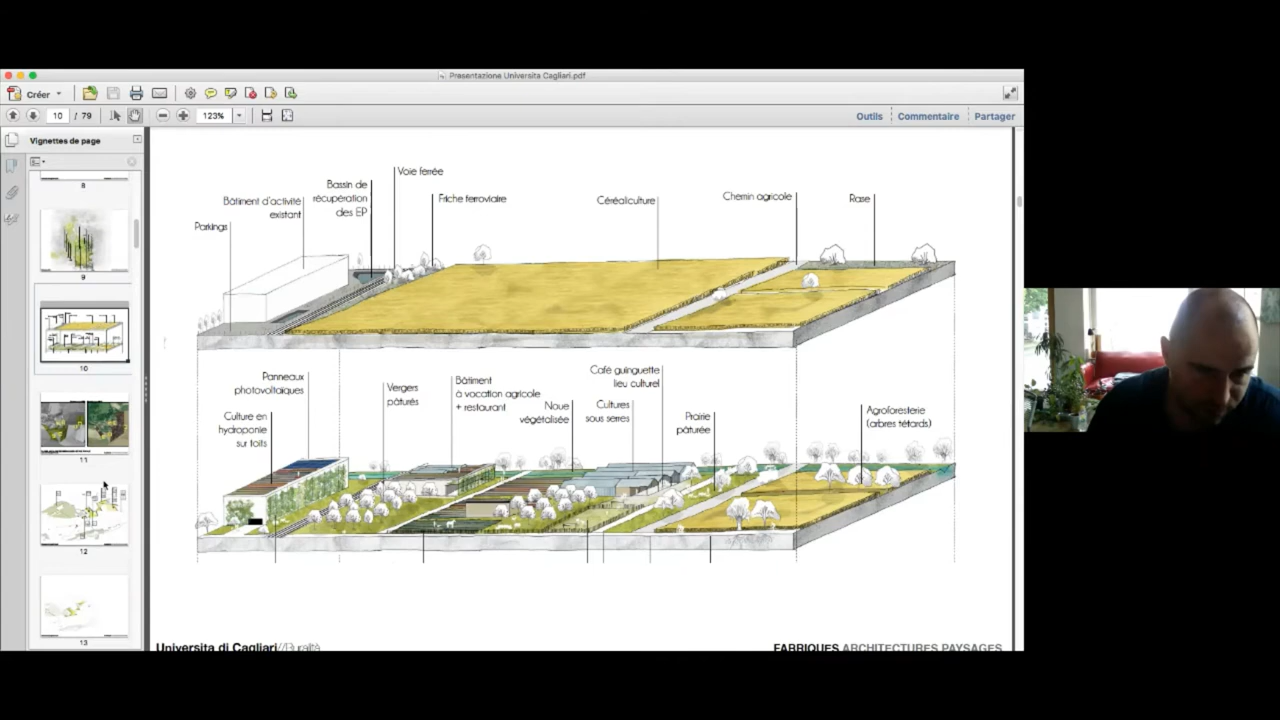 Presentazione Universita Cagliari.pdf
Créer
10 / 79
123%
Outils
Commentaire
Partager
Vignettes de page
8
9
10
11
12
13
Voie ferrée
Bassin de
récupération
des EP
Bâtiment d'activité
existant
Parkings
Friche ferroviaire
Céréaliculture
Chemin agricole
Rase
Panneaux
photovoltaïques
Culture en
hydroponie
sur toits
Vergers
pâturés
Bâtiment
à vocation agricole
+ restaurant
Noue
végétalisée
Café guinguette
lieu culturel
Cultures
sous serres
Prairie
pâturée
Agroforesterie
(arbres têtards)
Universita di Cagliari//Ruralità
FABRIQUES ARCHITECTURES PAYSAGES